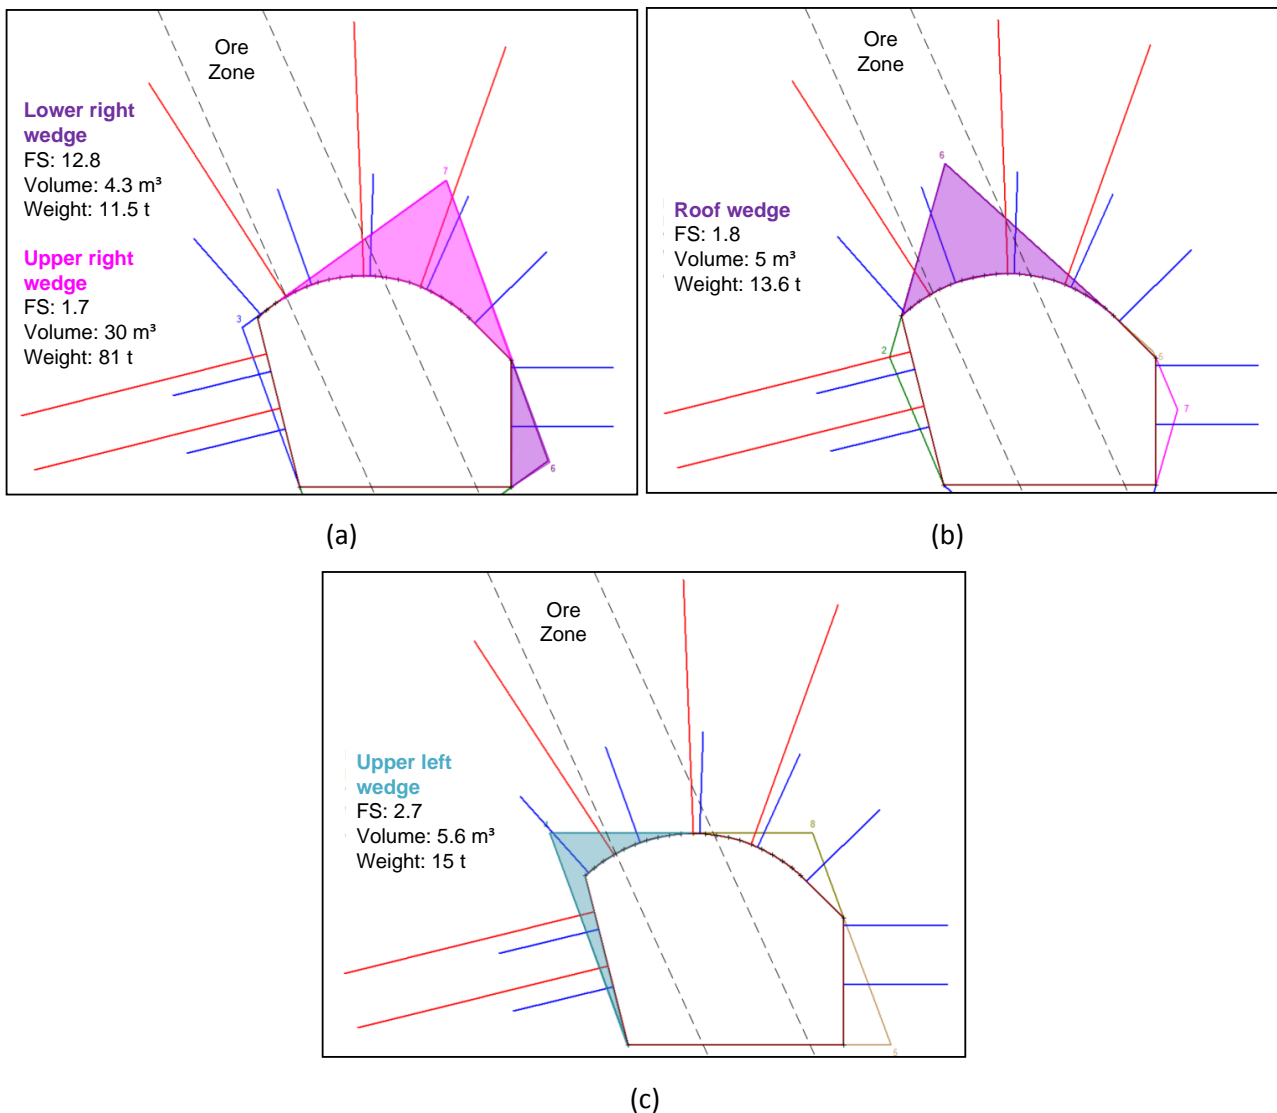 Ore
Zone
Lower right
wedge
FS: 12.8
Volume: 4.3 m³
Weight: 11.5 t
Upper right
wedge
FS: 1.7
Volume: 30 m³
Weight: 81 t
7
3
6
(a)
Ore
Zone
Roof wedge
FS: 1.8
Volume: 5 m³
Weight: 13.6 t
6
2
5
7
(b)
Ore
Zone
Upper left
wedge
FS: 2.7
Volume: 5.6 m³
Weight: 15 t
8
5
(c)